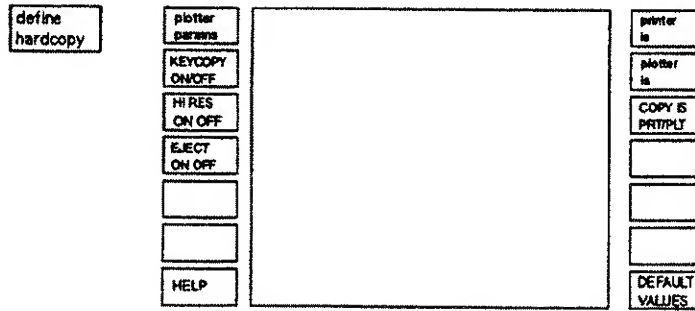 define
hardcopy
plotter
params
KEYCOPY
ON/OFF
HI RES
ON OFF
EJECT
ON OFF
HELP
printer
is
plotter
is
COPY IS
PRT/PLT
DEFAULT
VALUES